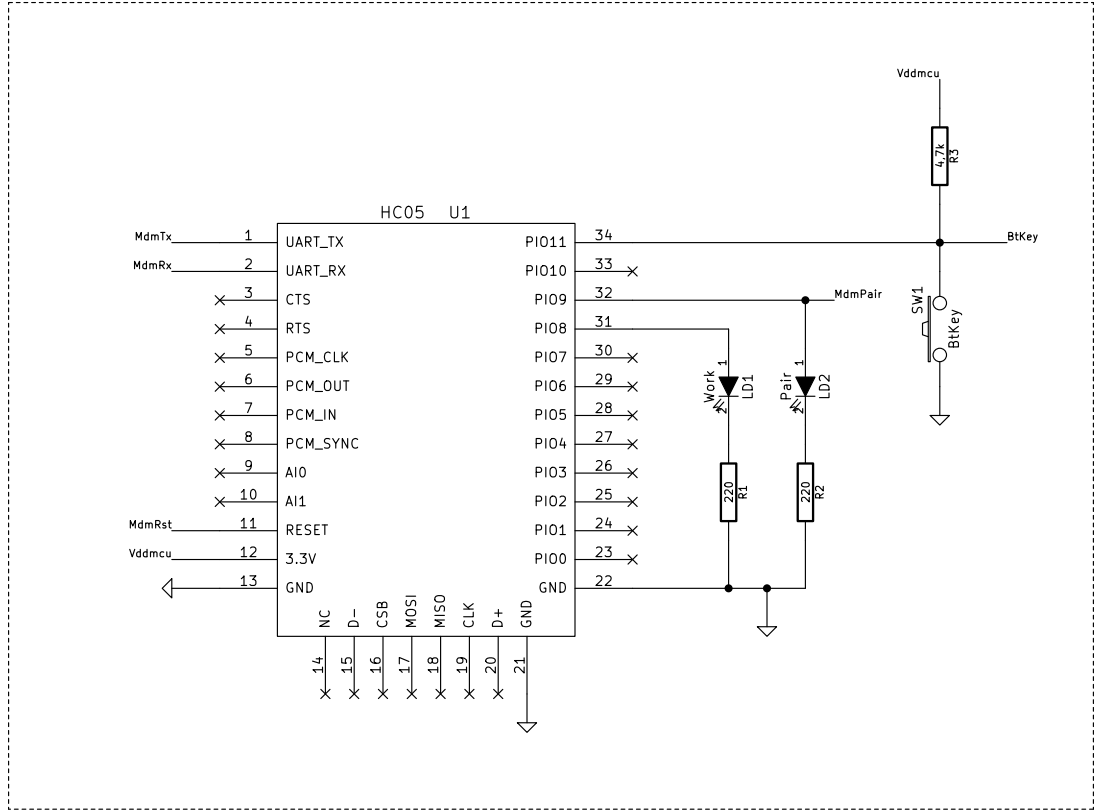 Vddmcu
4.7k
R3
HC05 U1
MdmTx 1 UART_TX PIO11 34 BtKey
MdmRx 2 UART_RX PIO10 33
3 CTS PIO9 32 MdmPair
4 RTS PIO8 31
SW1
BtKey
5 PCM_CLK PIO7 30
6 PCM_OUT PIO6 29
Work 1 2 LD1
Pair 1 2 LD2
7 PCM_IN PIO5 28
8 PCM_SYNC PIO4 27
9 AI0 PIO3 26
10 AI1 PIO2 25
220 R1
220 R2
MdmRst 11 RESET PIO1 24
Vddmcu 12 3.3V PIO0 23
13 GND GND 22
NC D- CSB MOSI MISO CLK D+ GND
14 15 16 17 18 19 20 21